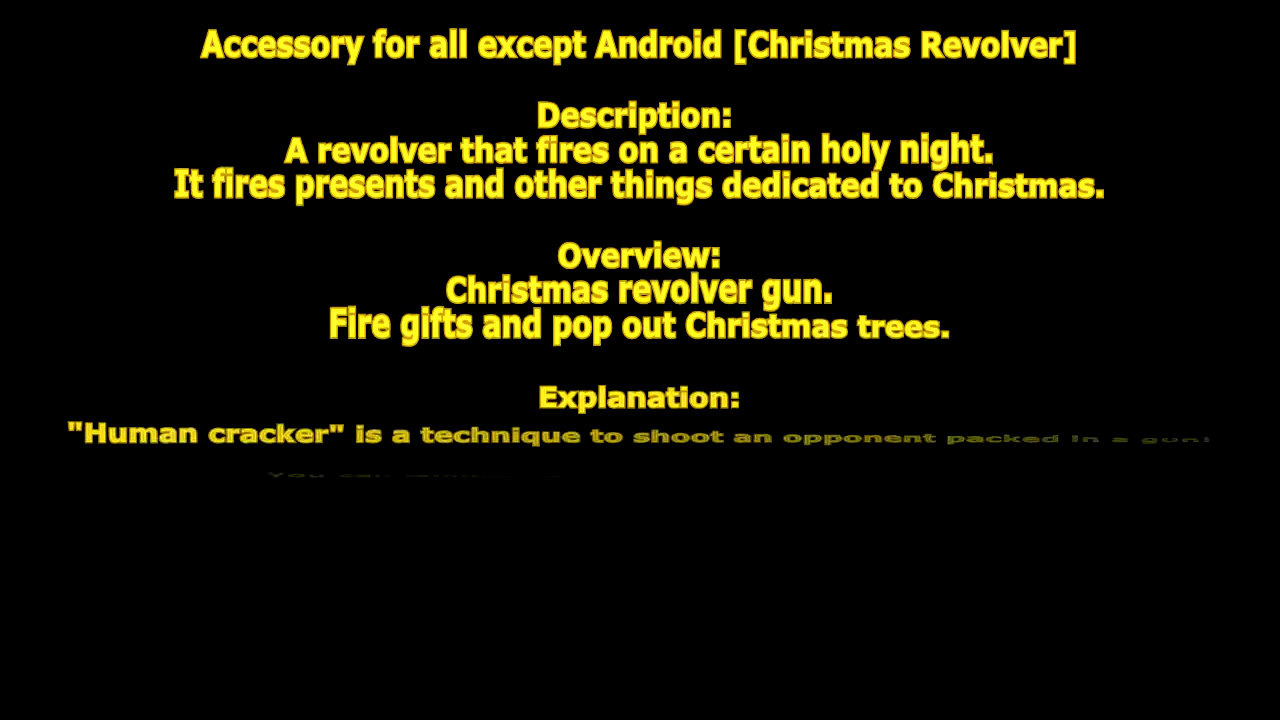 Accessory for all except Android [Christmas Revolver]
Description:
A revolver that fires on a certain holy night.
It fires presents and other things dedicated to Christmas.
Overview:
Christmas revolver gun.
Fire gifts and pop out Christmas trees.
Explanation:
"Human cracker" is a technique to shoot an opponent packed in a gun!
You can